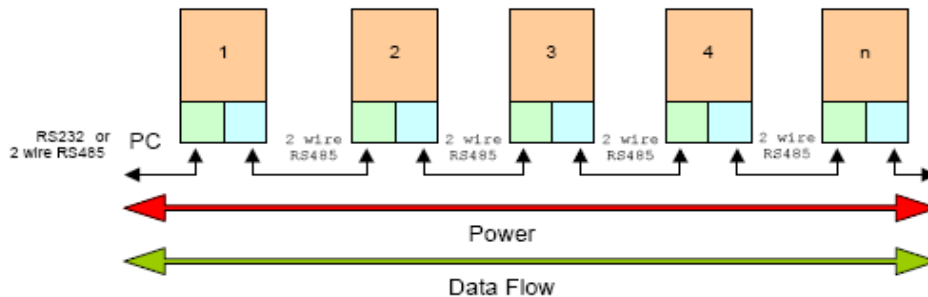 1
2
3
4
n
RS232 or
2 wire RS485
PC
2 wire
RS485
2 wire
RS485
2 wire
RS485
2 wire
RS485
Power
Data Flow